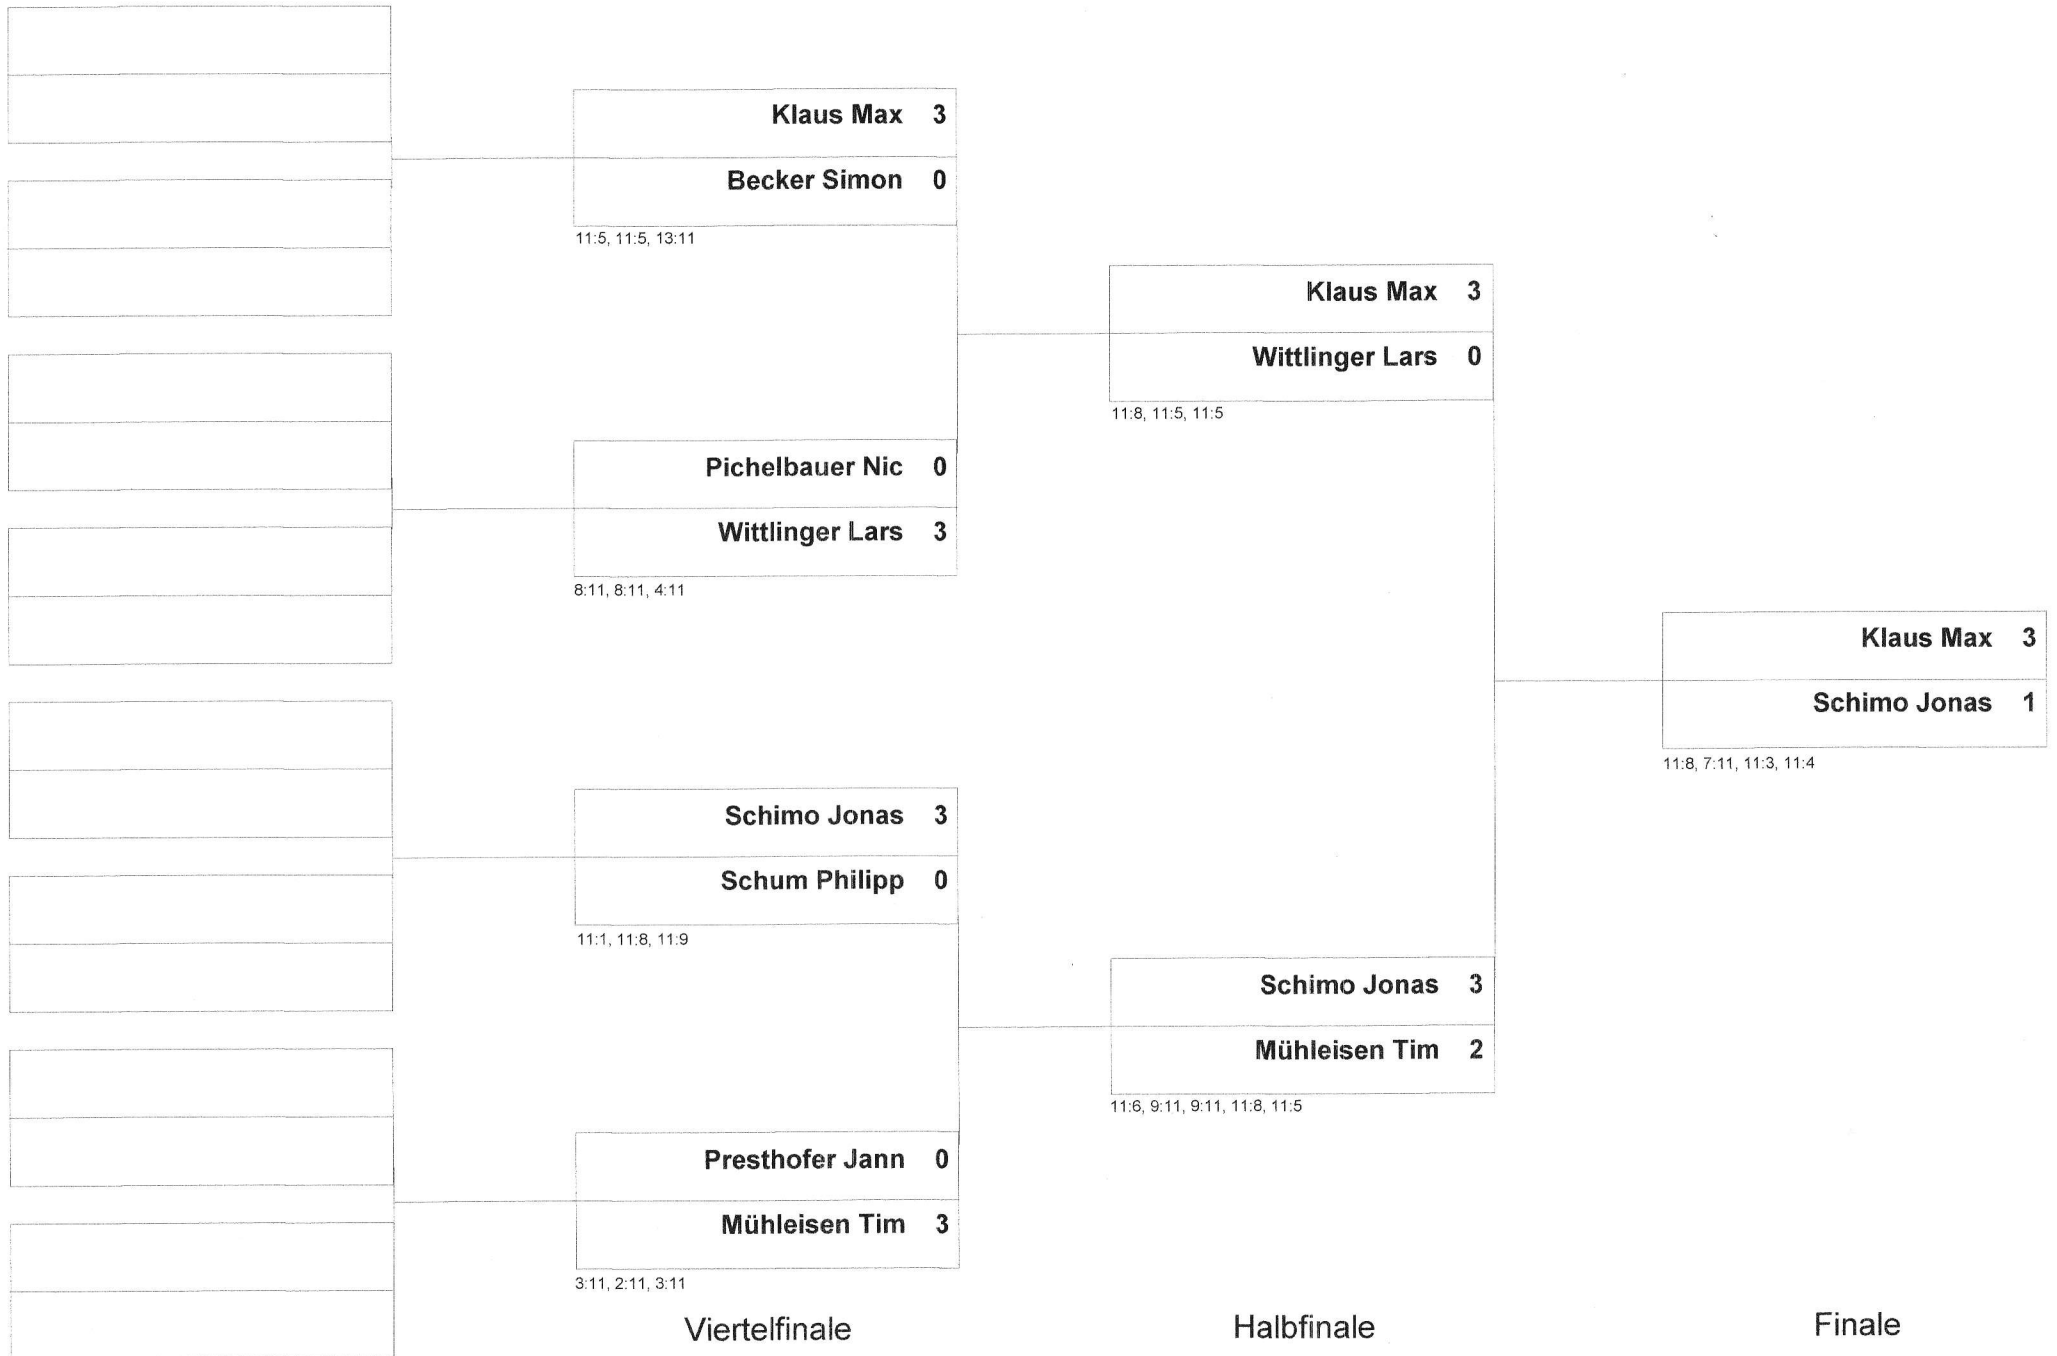 Klaus Max 3
Becker Simon 0
11:5, 11:5, 13:11
Pichelbauer Nic 0
Wittlinger Lars 3
8:11, 8:11, 4:11
Schimo Jonas 3
Schum Philipp 0
11:1, 11:8, 11:9
Presthofer Jann 0
Mühleisen Tim 3
3:11, 2:11, 3:11
Viertelfinale
Klaus Max 3
Wittlinger Lars 0
11:8, 11:5, 11:5
Schimo Jonas 3
Mühleisen Tim 2
11:6, 9:11, 9:11, 11:8, 11:5
Halbfinale
Klaus Max 3
Schimo Jonas 1
11:8, 7:11, 11:3, 11:4
Finale